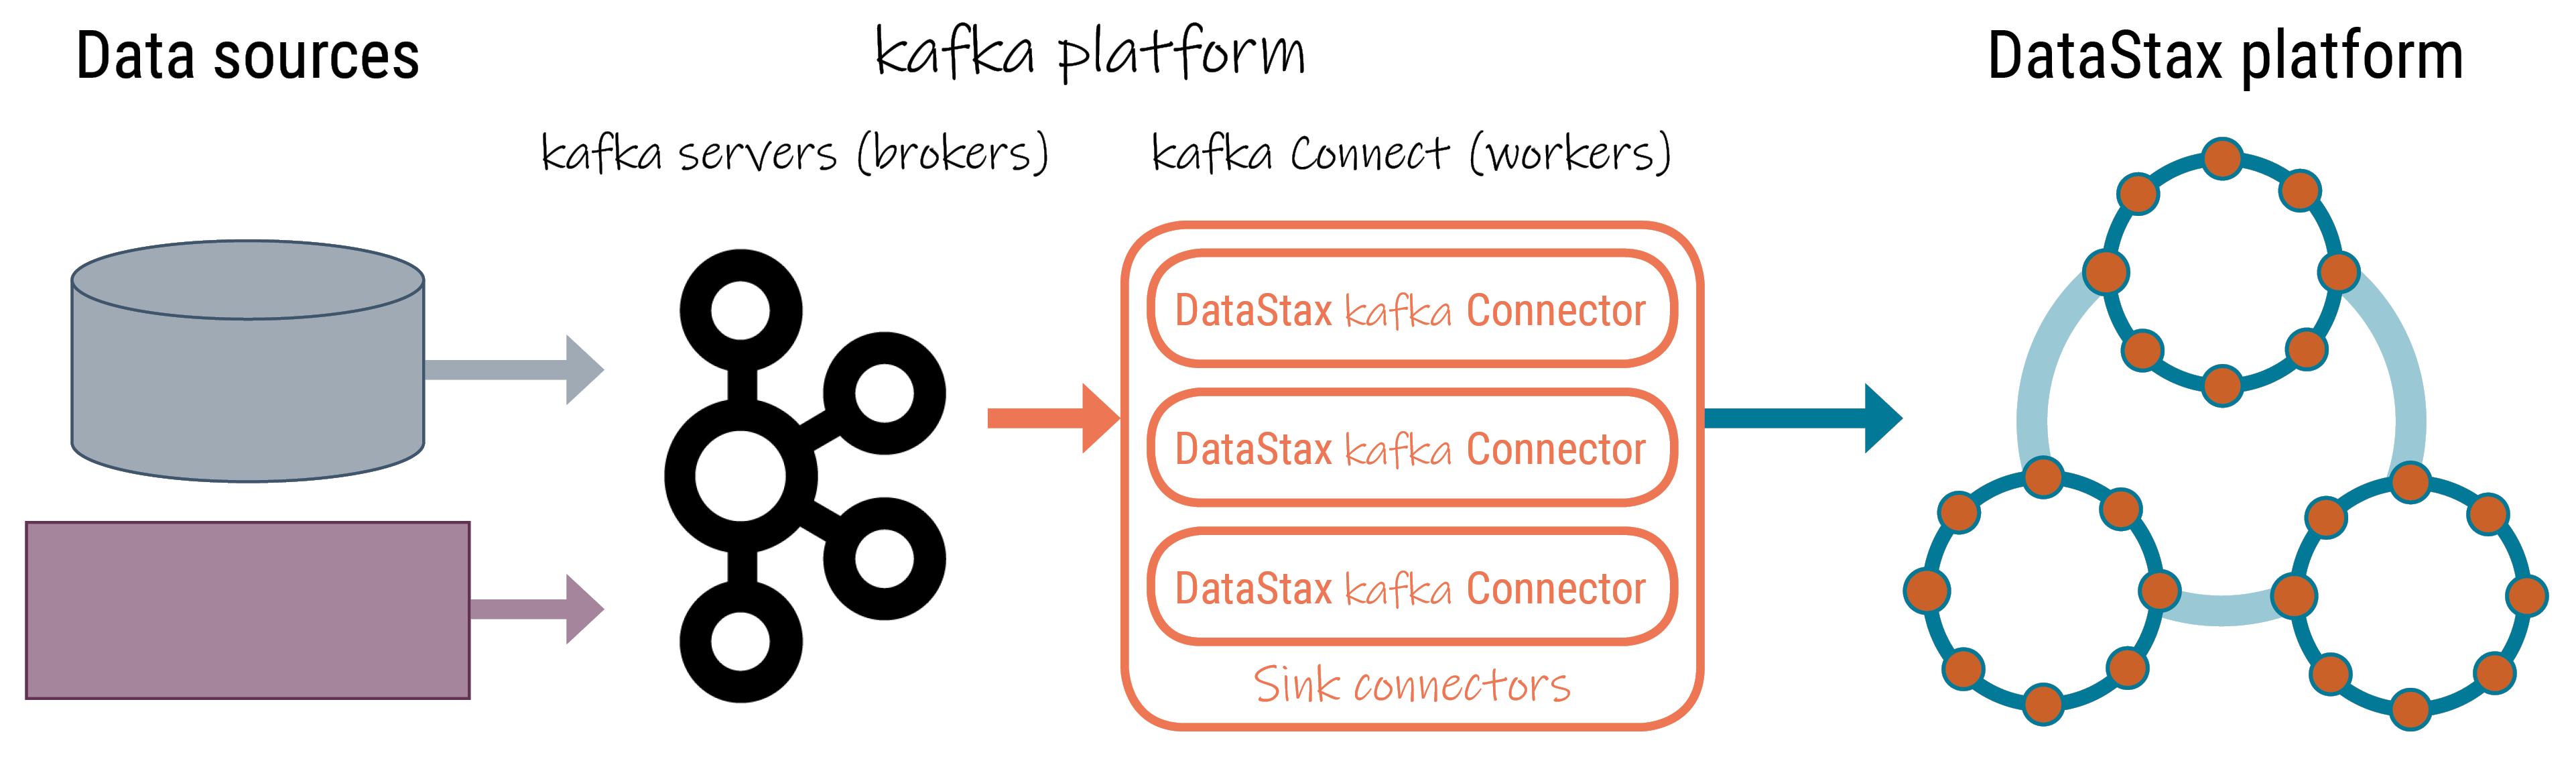 Data sources
kafka platform
DataStax platform
kafka servers (brokers)
kafka Connect (workers)
DataStax kafka Connector
DataStax kafka Connector
DataStax kafka Connector
Sink connectors